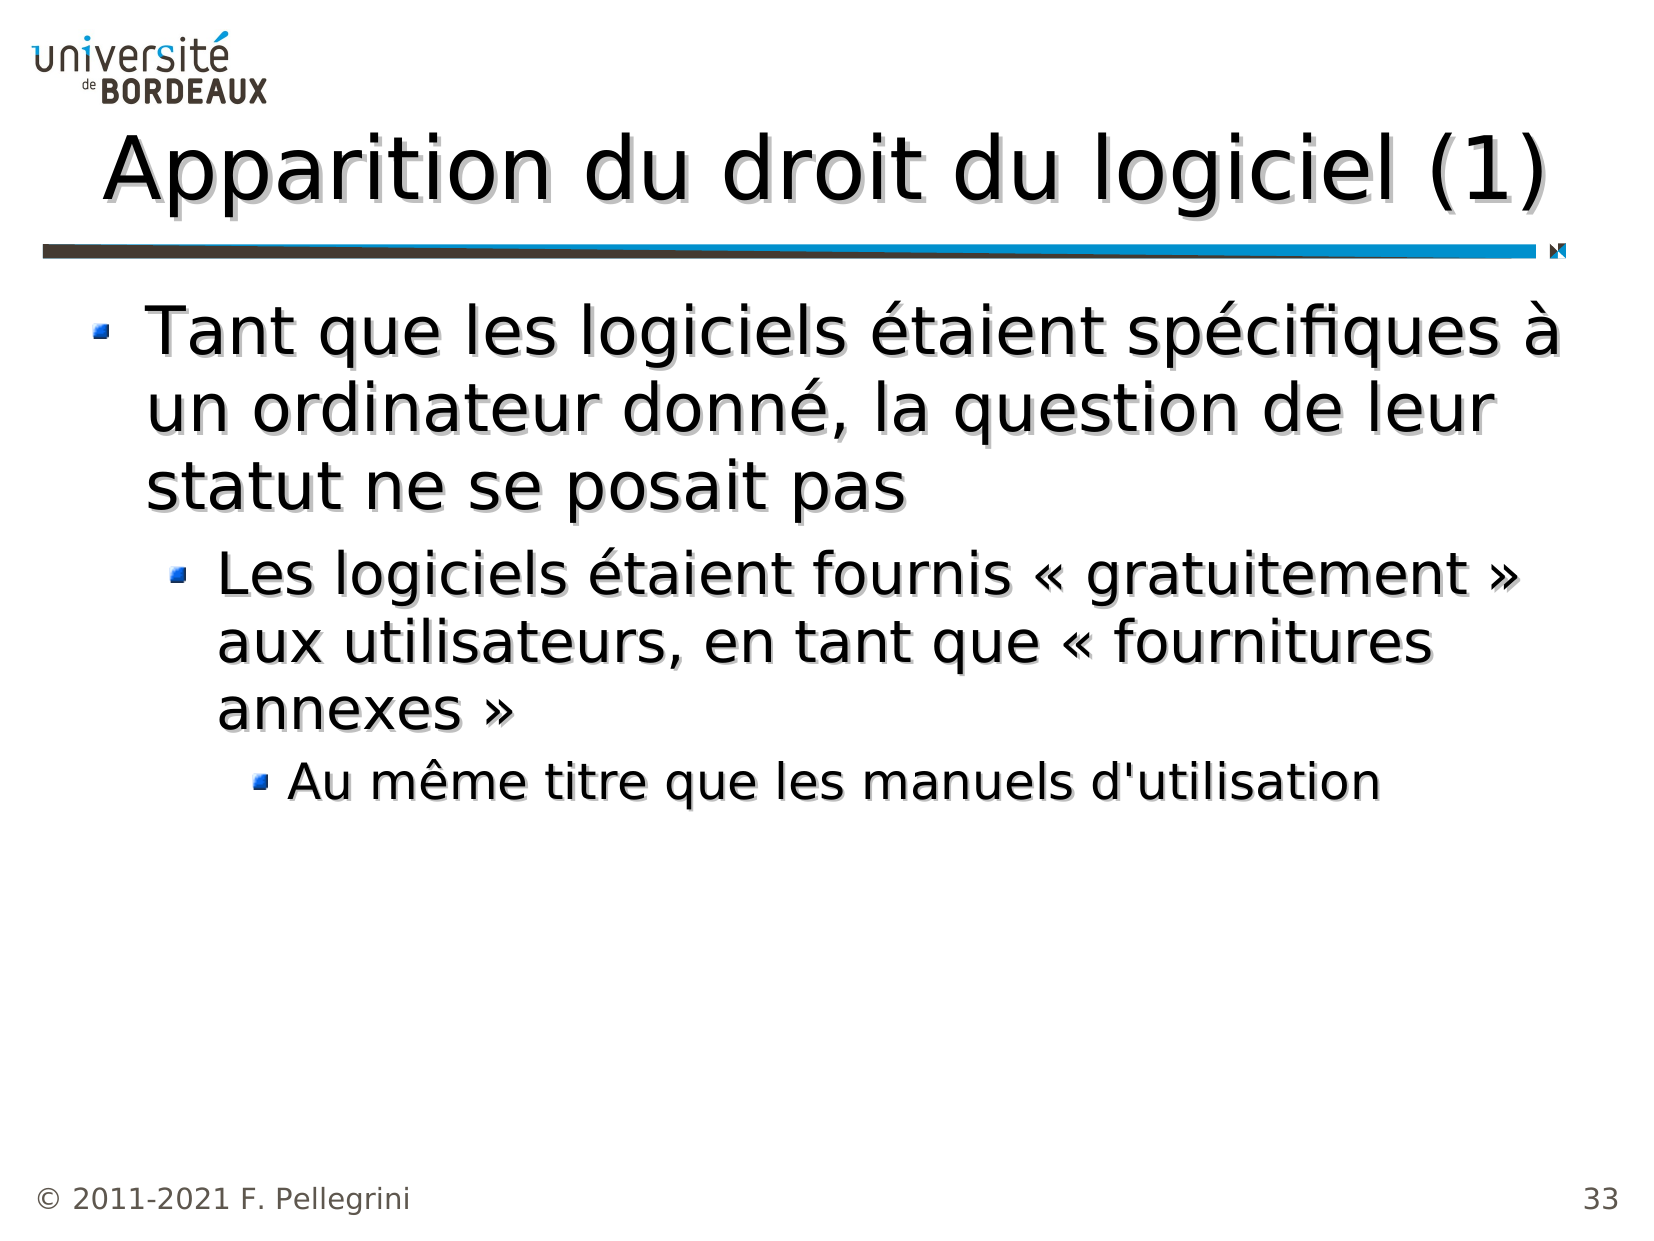 université
de BORDEAUX
Apparition du droit du logiciel (1)
Tant que les logiciels étaient spécifiques à
un ordinateur donné, la question de leur
statut ne se posait pas
Les logiciels étaient fournis « gratuitement »
aux utilisateurs, en tant que « fournitures
annexes »
Au même titre que les manuels d'utilisation
© 2011-2021 F. Pellegrini
33